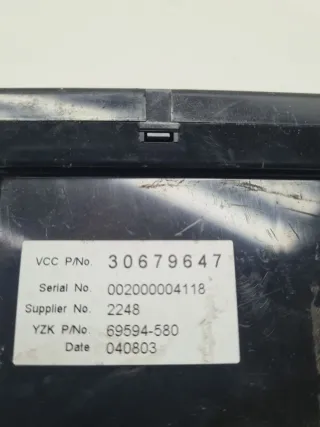 VCC P/No. 30679647
Serial No. 002000004118
Supplier No. 2248
YZK P/No. 69594-580
Date 040803